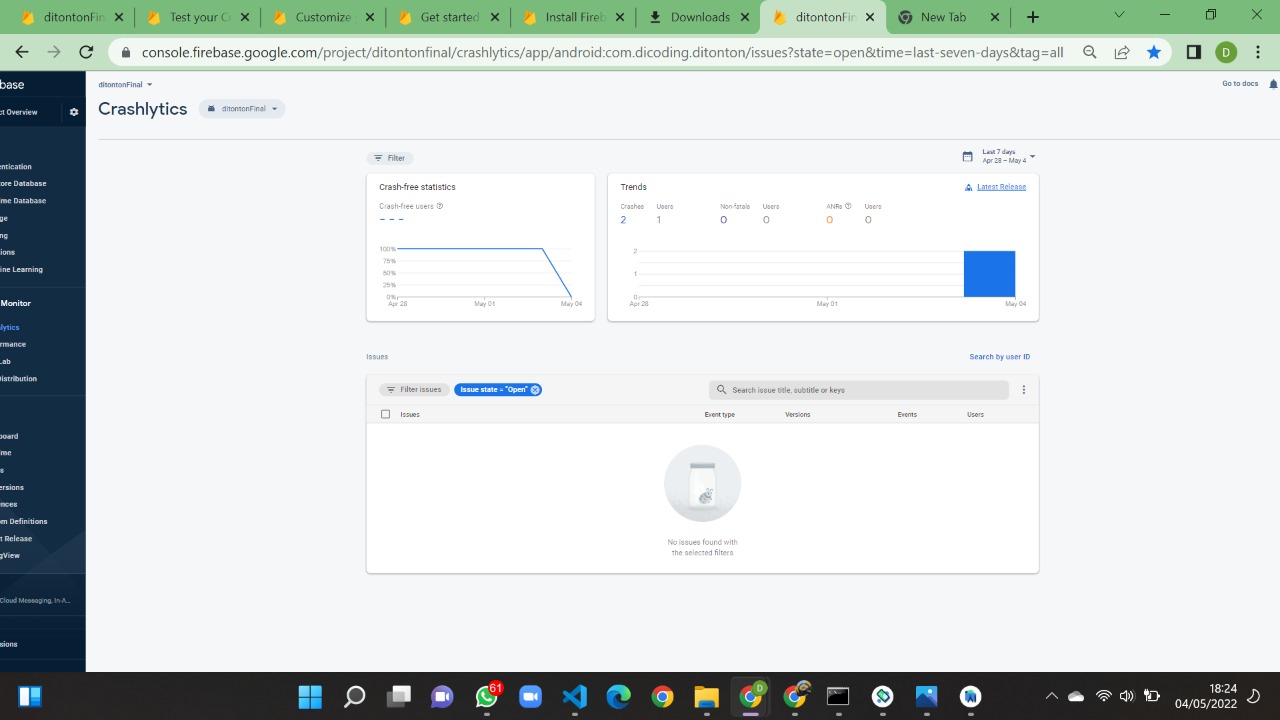 ditontonFin
Test your C
Customize
Get started
Install Fireb
Downloads
ditontonFin
New Tab
console.firebase.google.com/project/ditontonfinal/crashlytics/app/android:com.dicoding.ditonton/issues?state=open&time=last-seven-days&tag=all
D
base
ditontonFinal
Go to docs
ct Overview
Crashlytics
ditontonFinal
entication
ore Database
me Database
ge
ng
ions
ine Learning
Monitor
lytics
rmance
Lab
Distribution
board
me
s
ersions
nces
om Definitions
t Release
gView
Cloud Messaging, In-A...
sions
Filter
Last 7 days
Apr 28 – May 4
Crash-free statistics
Crash-free users
– – –
100%
75%
50%
25%
0%
Apr 28 May 01 May 04
Trends
Latest Release
Crashes Users Non-fatals Users ANRs Users
2 1 0 0 0 0
2
1
0
Apr 28 May 01 May 04
Issues
Search by user ID
Filter issues
Issue state = "Open"
Search issue title, subtitle or keys
Issues Event type Versions Events Users
No issues found with
the selected filters
61
D
18:24
04/05/2022